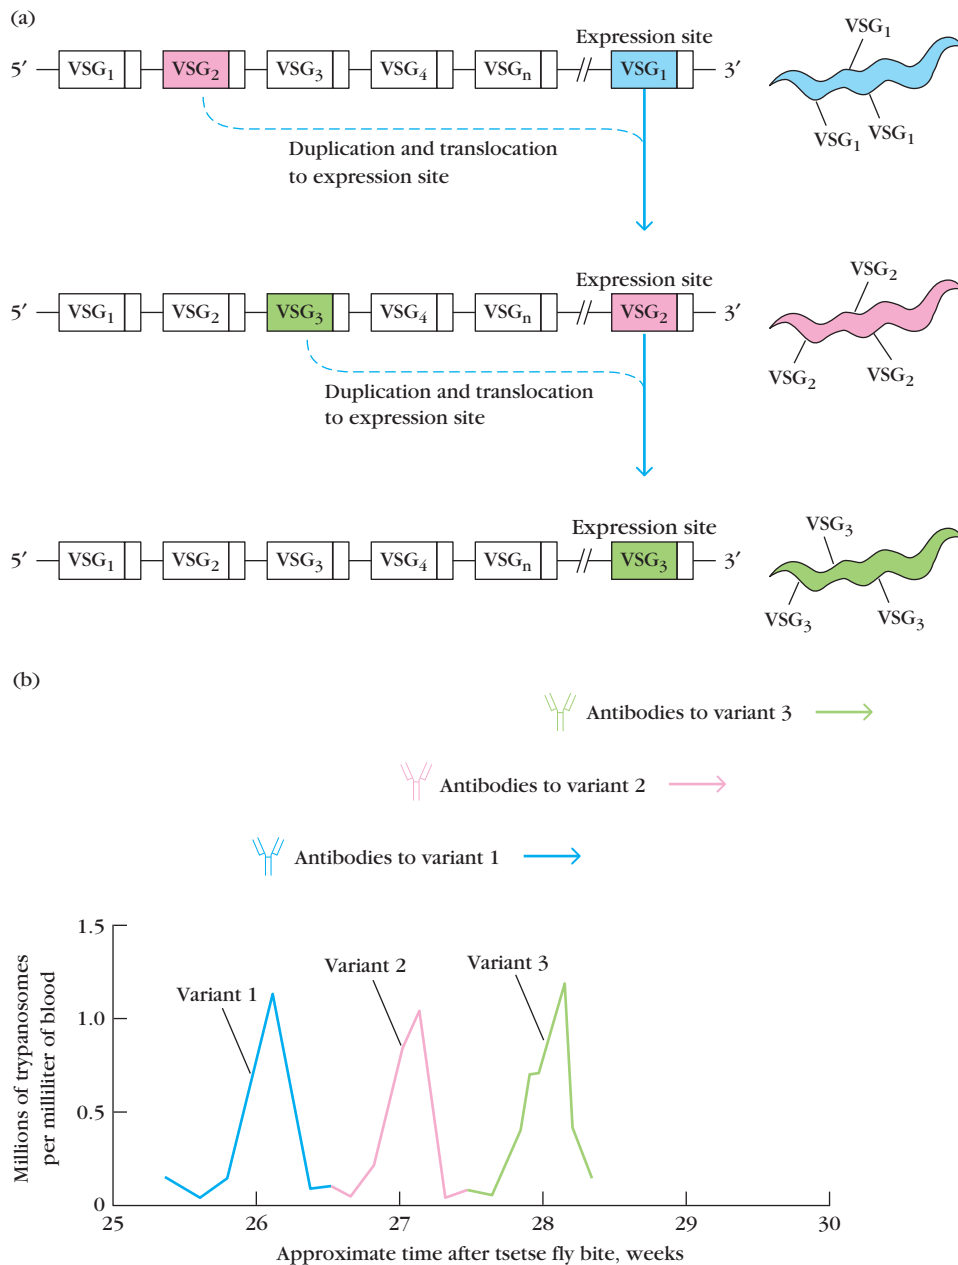 (a)
Expression site
5′ VSG1 VSG2 VSG3 VSG4 VSGn VSG1 3′
VSG1
VSG1
VSG1
Duplication and translocation
to expression site
Expression site
5′ VSG1 VSG2 VSG3 VSG4 VSGn VSG2 3′
VSG2
VSG2
VSG2
Duplication and translocation
to expression site
Expression site
5′ VSG1 VSG2 VSG3 VSG4 VSGn VSG3 3′
VSG3
VSG3
VSG3
(b)
Antibodies to variant 3
Antibodies to variant 2
Antibodies to variant 1
Millions of trypanosomes
per milliliter of blood
1.5
1.0
0.5
0
Variant 1
Variant 2
Variant 3
25 26 27 28 29 30
Approximate time after tsetse fly bite, weeks